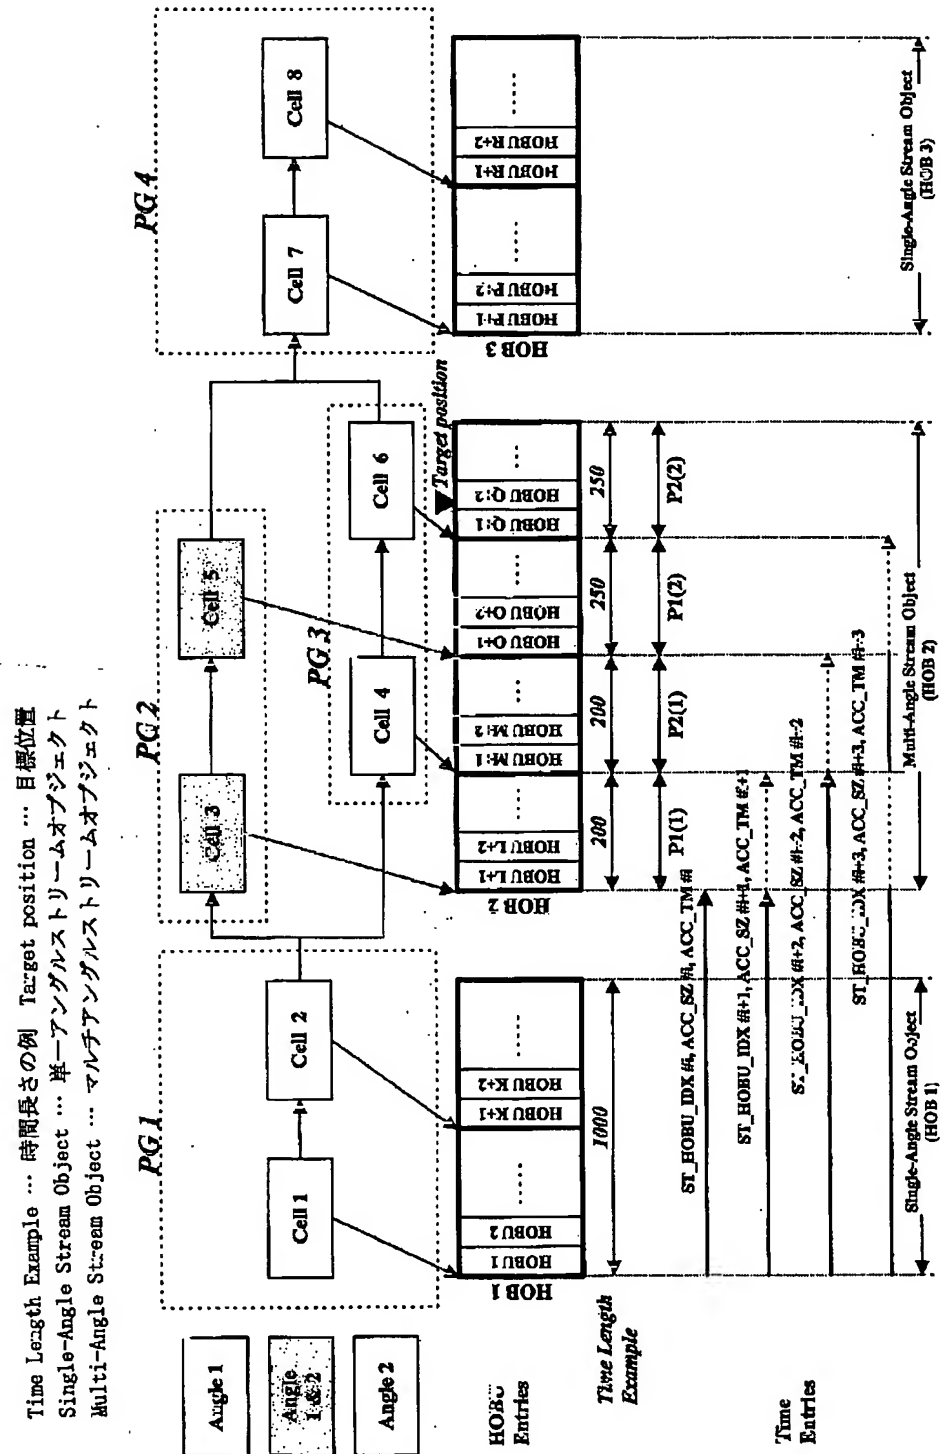 Time Length Example … 時間長さの例 Target position … 目標位置
Single-Angle Stream Object … 単一アングルストリームオブジェクト
Multi-Angle Stream Object … マルチアングルストリームオブジェクト
PG 1
PG 2
PG 3
PG 4
Angle 1
Angle 1 & 2
Angle 2
Cell 1
Cell 2
Cell 3
Cell 5
Cell 4
Cell 6
Cell 7
Cell 8
Target position
HOBU Entries
HOB 1
HOBU 1
HOBU 2
......
HOBU K+1
HOBU K+2
......
HOB 2
HOBU L+1
HOBU L+2
......
HOBU M+1
HOBU M+2
......
HOBU O+1
HOBU O+2
......
HOBU Q+1
HOBU Q+2
......
HOB 3
HOBU P+1
HOBU P+2
......
HOBU R+1
HOBU R+2
......
Time Length Example
1000
200
200
250
250
P1(1)
P2(1)
P1(2)
P2(2)
Time Entries
ST_HOBU_IDX #i, ACC_SZ #i, ACC_TM #i
ST_HOBU_IDX #i+1, ACC_SZ #i+1, ACC_TM #i+1
ST_HOBU_IDX #i+2, ACC_SZ #i+2, ACC_TM #i+2
ST_HOBU_IDX #i+3, ACC_SZ #i+3, ACC_TM #i+3
Single-Angle Stream Object
(HOB 1)
Multi-Angle Stream Object
(HOB 2)
Single-Angle Stream Object
(HOB 3)